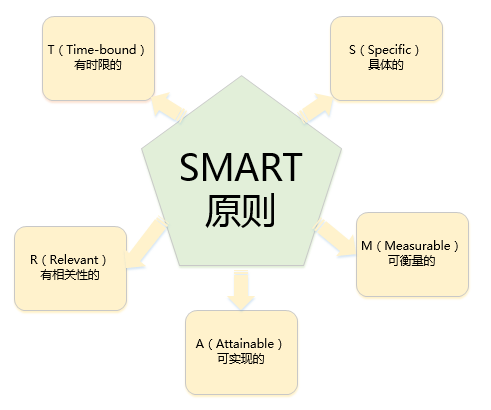 T（Time-bound）
有时限的
S（Specific）
具体的
SMART
原则
R（Relevant）
有相关性的
M（Measurable）
可衡量的
A（Attainable）
可实现的